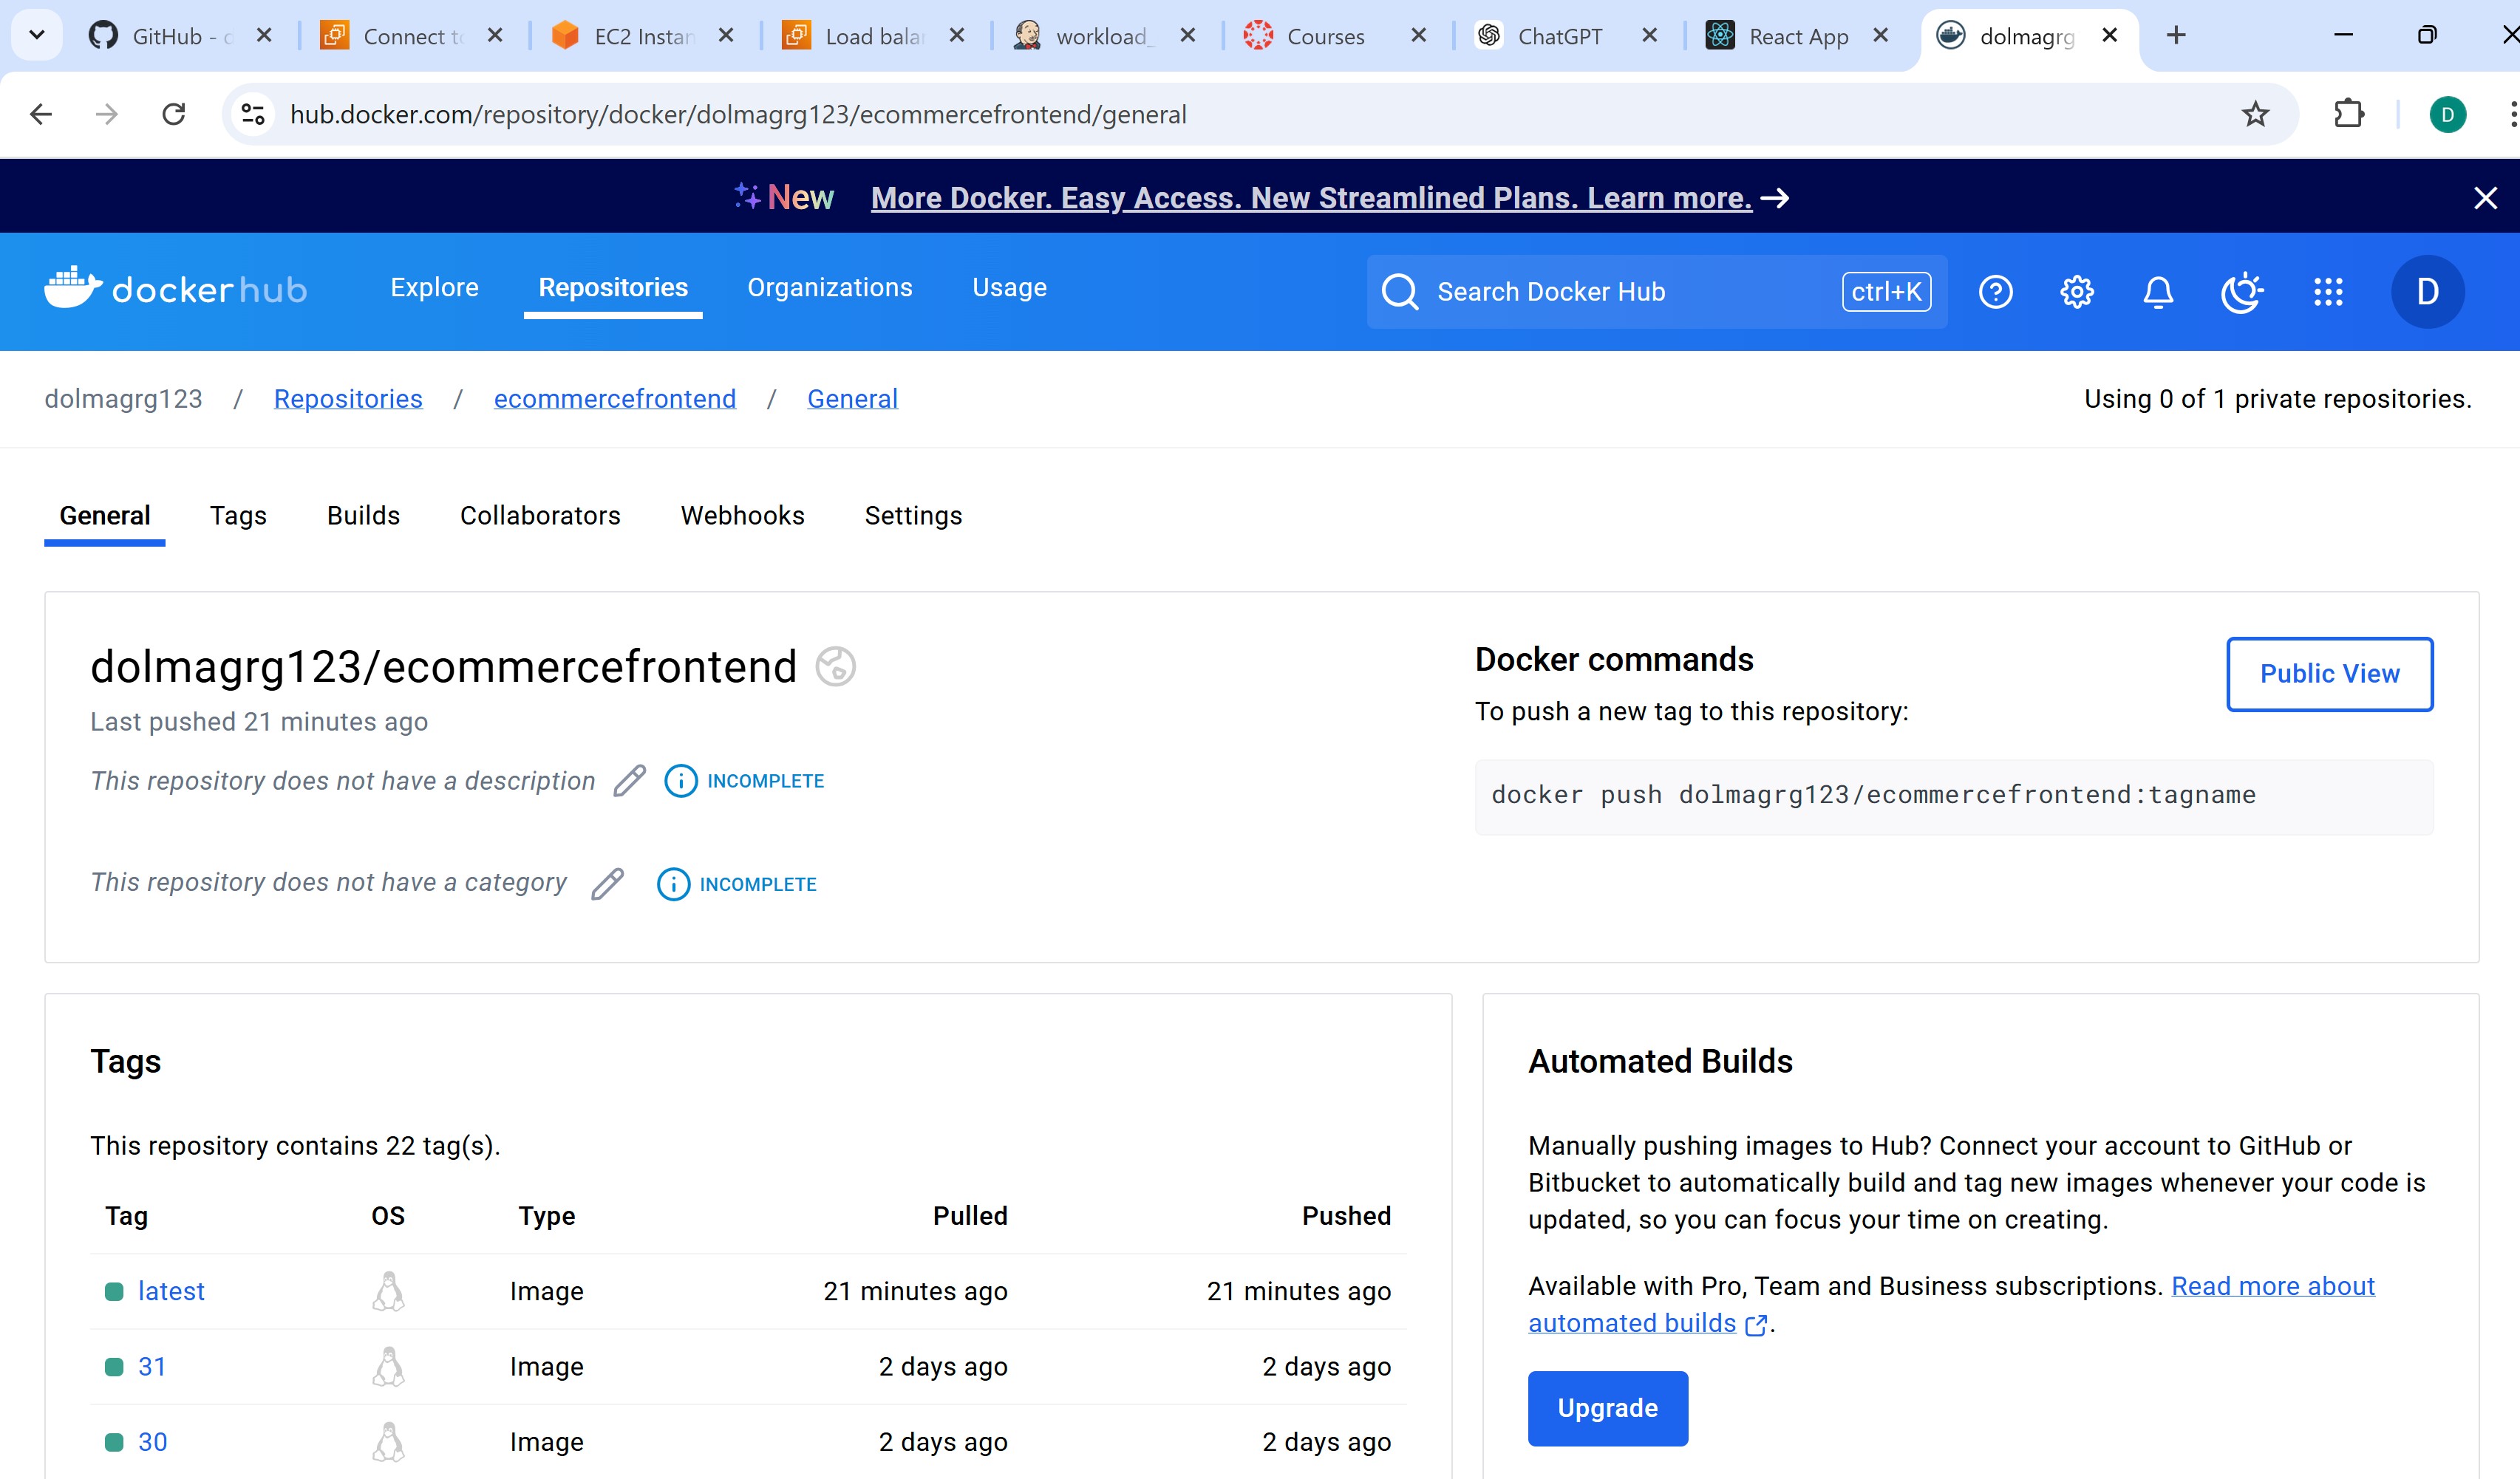 GitHub - 
Connect to
EC2 Instan
Load balan
workload_
Courses
ChatGPT
React App
dolmagrg
hub.docker.com/repository/docker/dolmagrg123/ecommercefrontend/general
D
New More Docker. Easy Access. New Streamlined Plans. Learn more.
dockerhub
Explore
Repositories
Organizations
Usage
Search Docker Hub
ctrl+K
D
dolmagrg123 / Repositories / ecommercefrontend / General
Using 0 of 1 private repositories.
General
Tags
Builds
Collaborators
Webhooks
Settings
dolmagrg123/ecommercefrontend
Last pushed 21 minutes ago
This repository does not have a description INCOMPLETE
This repository does not have a category INCOMPLETE
Docker commands
Public View
To push a new tag to this repository:
docker push dolmagrg123/ecommercefrontend:tagname
Tags
This repository contains 22 tag(s).
Tag OS Type Pulled Pushed
latest Image 21 minutes ago 21 minutes ago
31 Image 2 days ago 2 days ago
30 Image 2 days ago 2 days ago
Automated Builds
Manually pushing images to Hub? Connect your account to GitHub or
Bitbucket to automatically build and tag new images whenever your code is
updated, so you can focus your time on creating.
Available with Pro, Team and Business subscriptions. Read more about
automated builds .
Upgrade